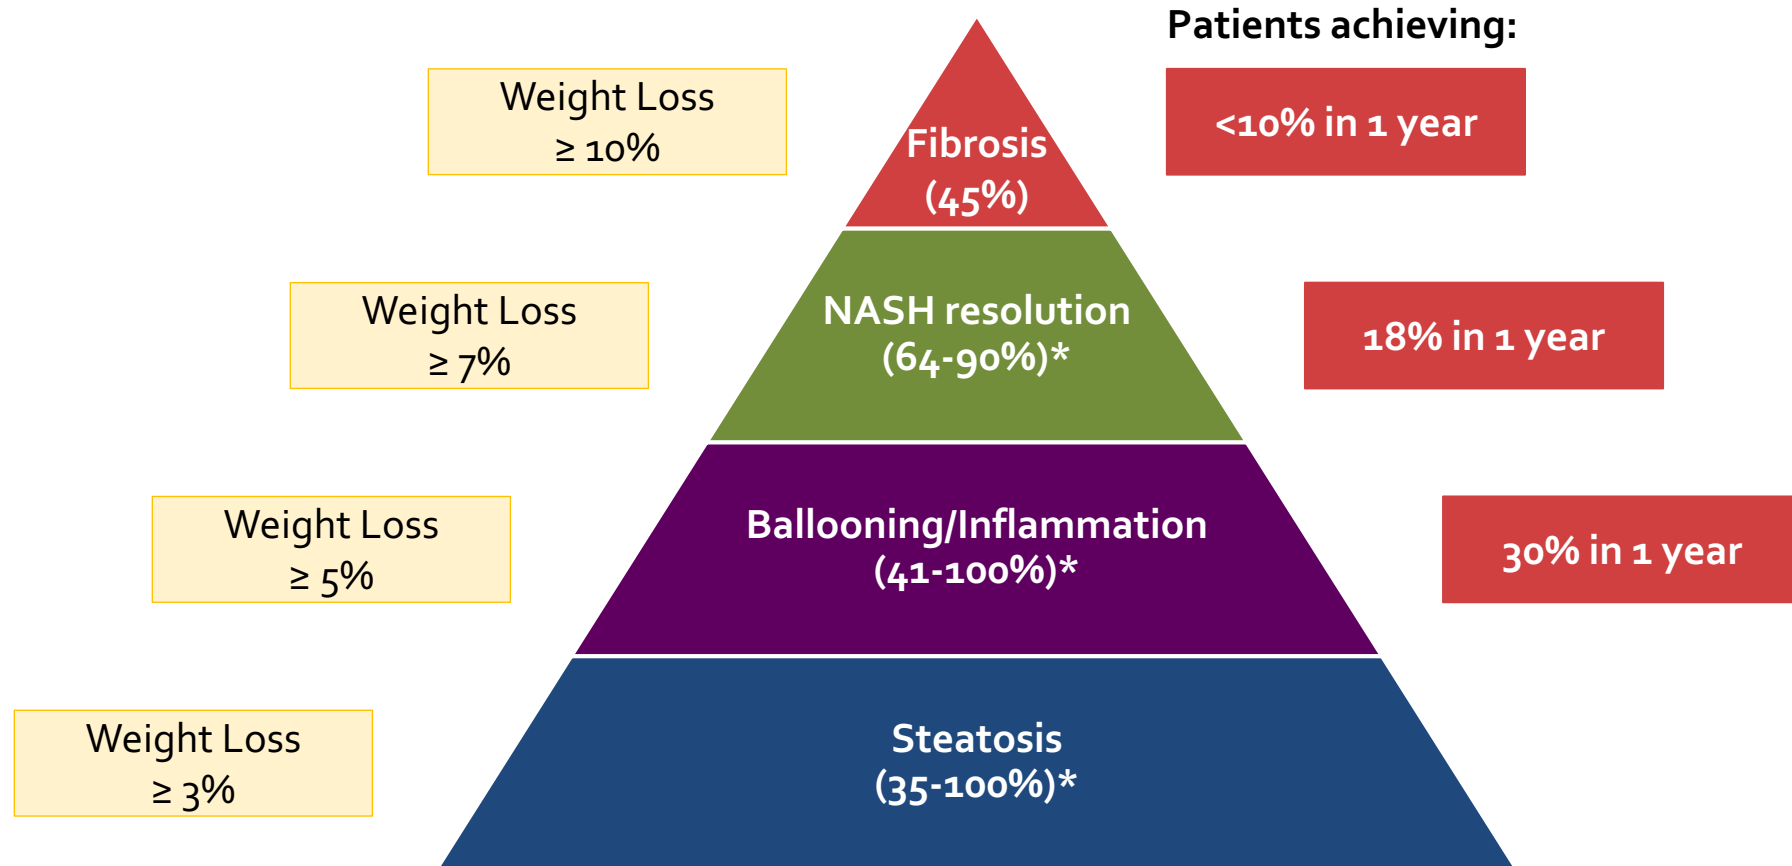 Patients achieving:
Weight Loss
≥ 10%
Fibrosis
(45%)
<10% in 1 year
Weight Loss
≥ 7%
NASH resolution
(64-90%)*
18% in 1 year
Weight Loss
≥ 5%
Ballooning/Inflammation
(41-100%)*
30% in 1 year
Weight Loss
≥ 3%
Steatosis
(35-100%)*